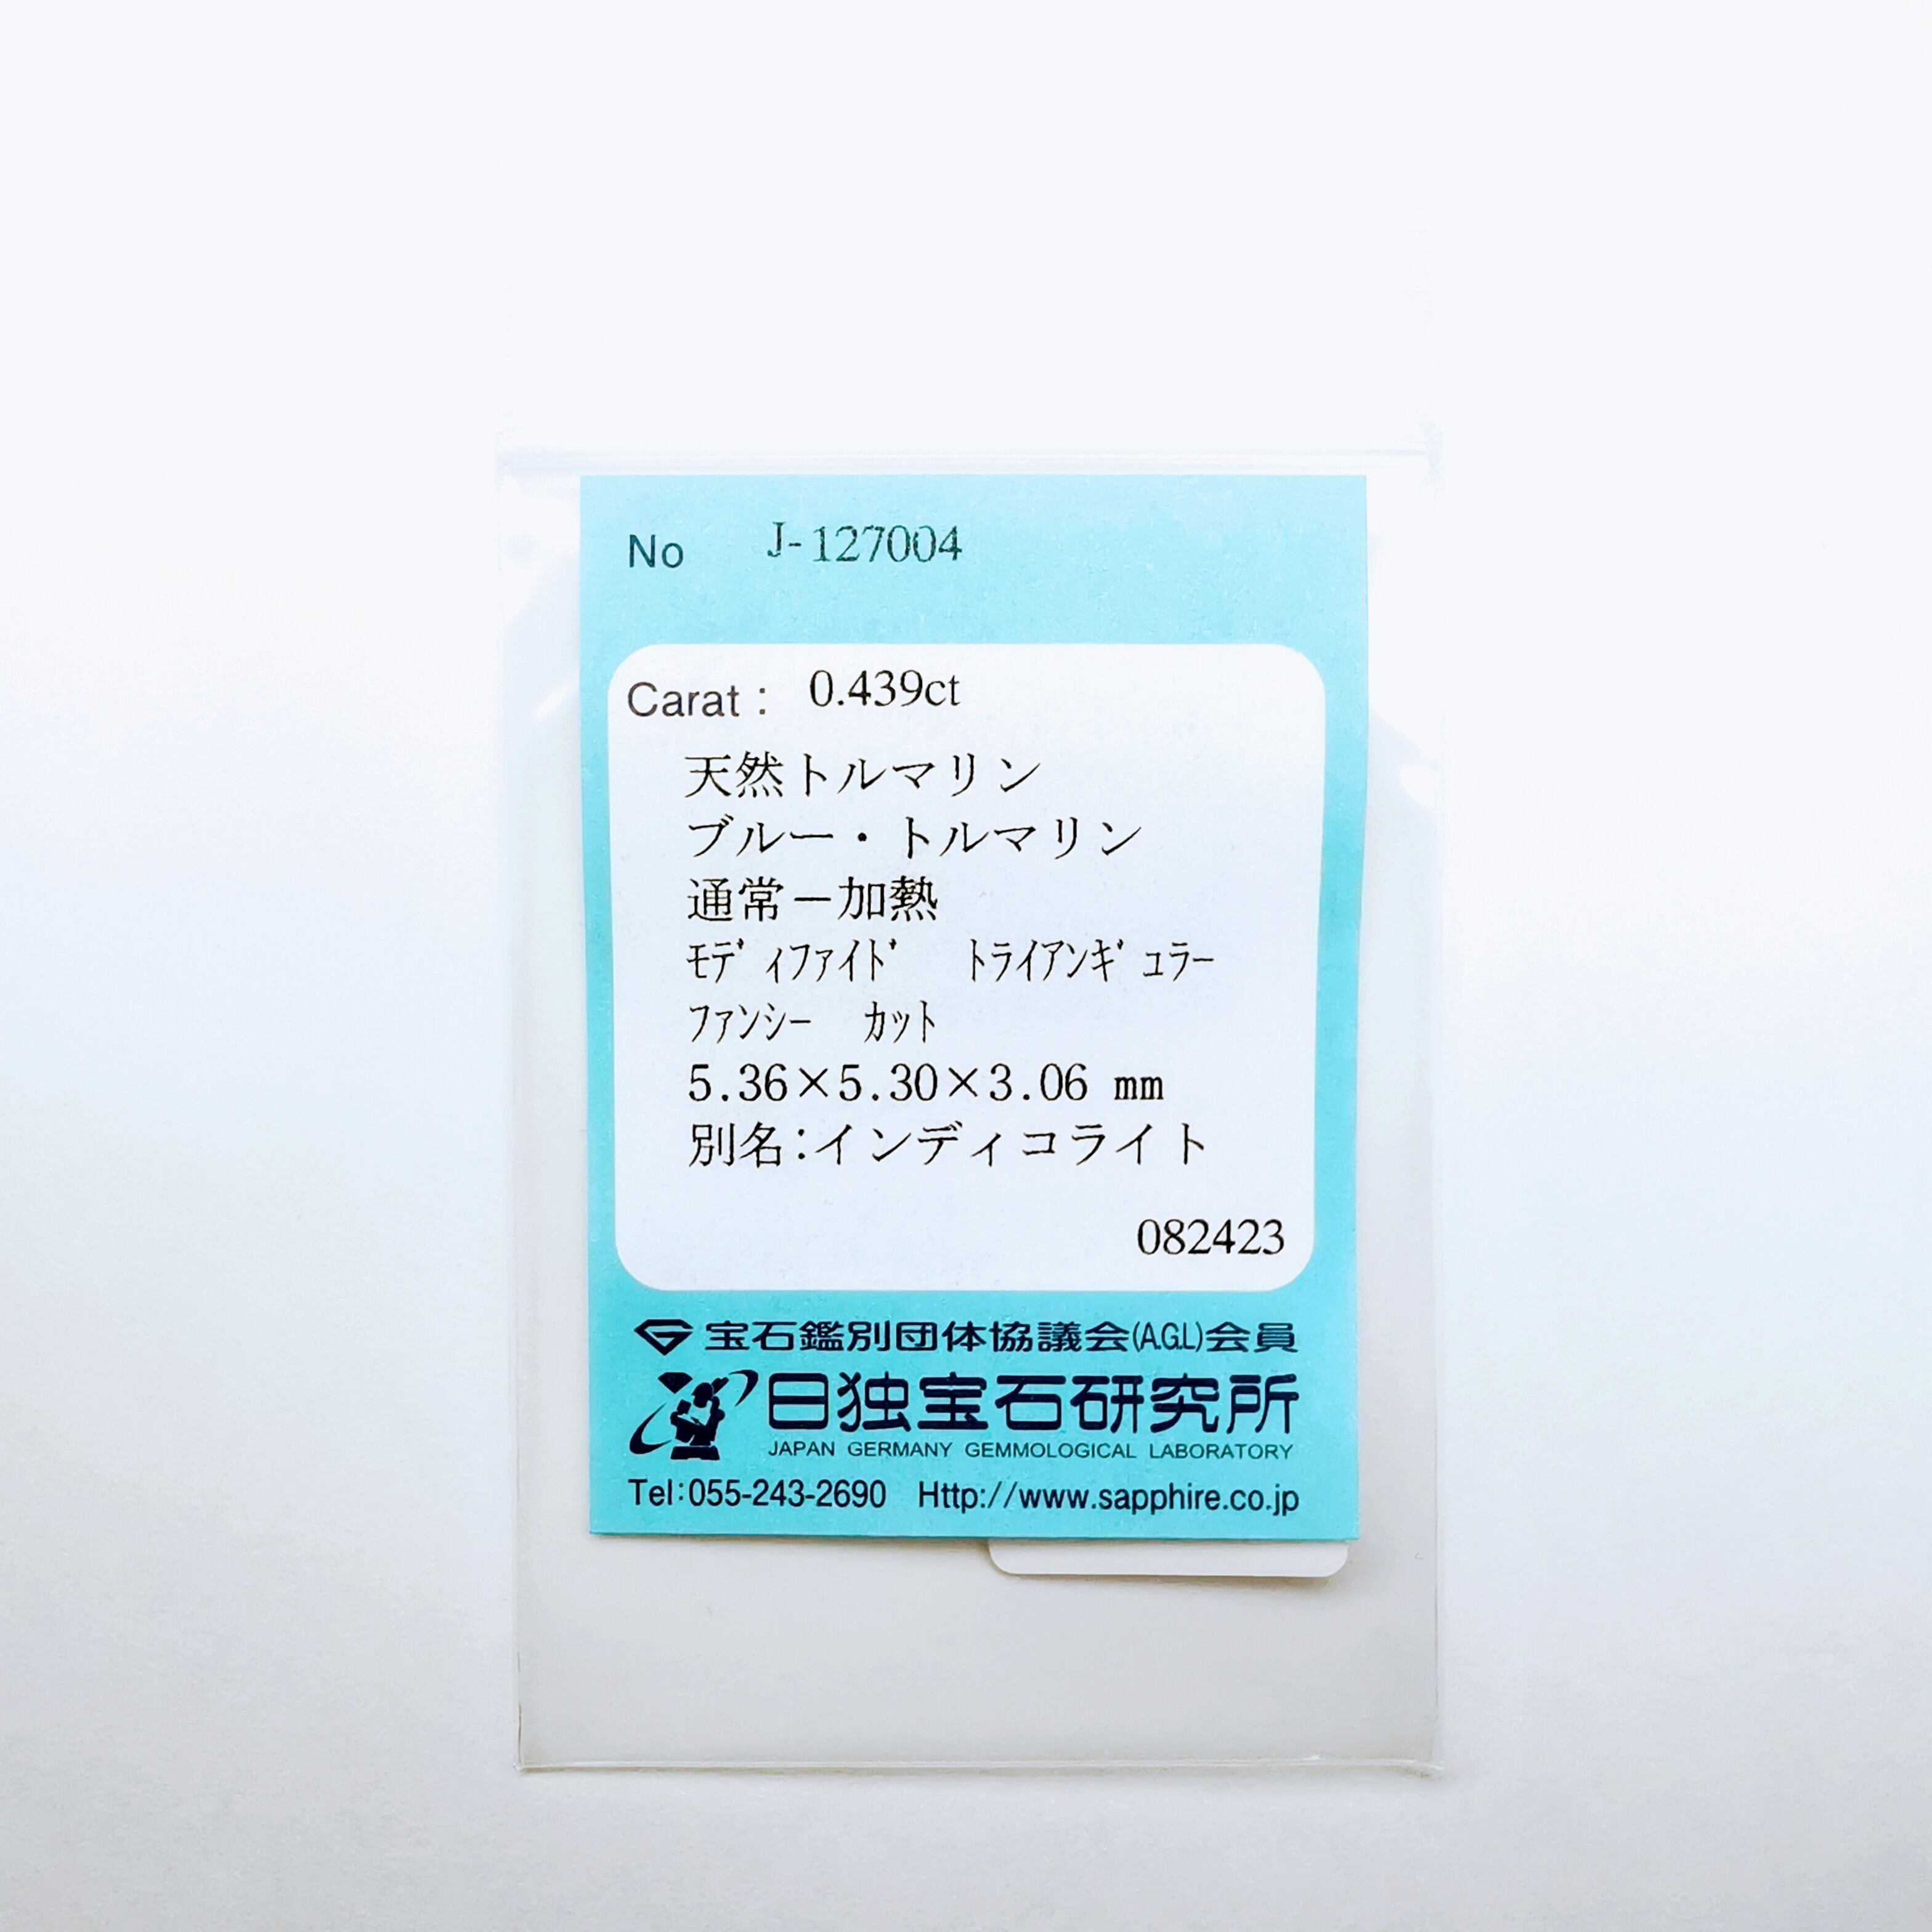 No J-127004
Carat : 0.439ct
天然トルマリン
ブルー・トルマリン
通常－加熱
ﾓﾃﾞｨﾌｧｲﾄﾞ ﾄﾗｲｱﾝｷﾞｭﾗｰ
ﾌｧﾝｼｰ ｶｯﾄ
5.36×5.30×3.06 mm
別名:インディコライト
082423
宝石鑑別団体協議会(A.G.L)会員
日独宝石研究所
JAPAN GERMANY GEMMOLOGICAL LABORATORY
Tel:055-243-2690 Http://www.sapphire.co.jp